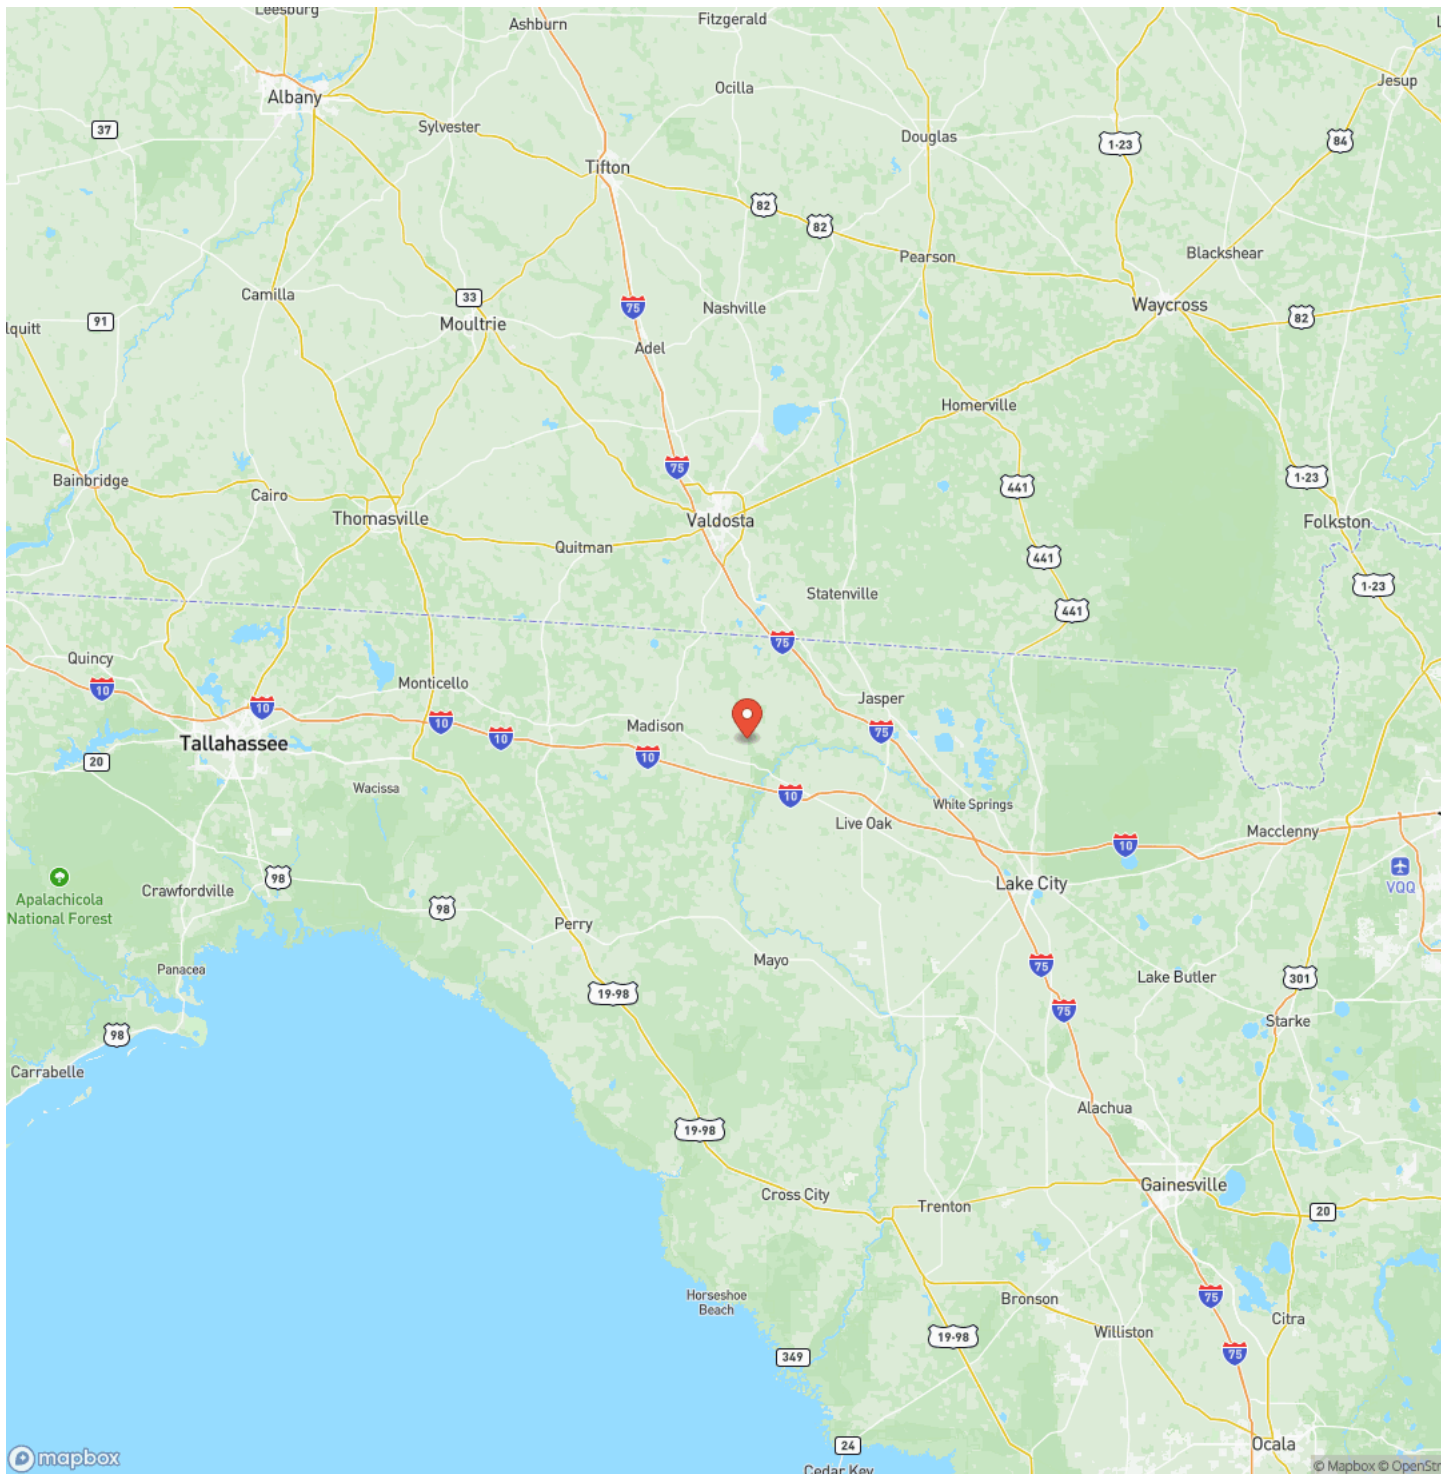 Leesburg
Fitzgerald
Ashburn
Jesup
Ocilla
Albany
37
Sylvester
Douglas
1-23
84
Tifton
82
82
Blackshear
Pearson
Camilla
33
75
Nashville
Waycross
82
91
lquitt
Moultrie
Adel
Homerville
75
Bainbridge
441
1-23
Cairo
Thomasville
Valdosta
Folkston
Quitman
441
1-23
Statenville
441
75
Quincy
10
Monticello
Jasper
10
10
Madison
75
Tallahassee
10
10
20
10
Wacissa
White Springs
Live Oak
Macclenny
10
98
Lake City
VQQ
Apalachicola
National Forest
Crawfordville
98
Perry
Mayo
75
Panacea
Lake Butler
301
19-98
75
Starke
98
Carrabelle
Alachua
19-98
Gainesville
Cross City
Trenton
20
Horseshoe
Beach
Bronson
75
Citra
Williston
19-98
349
75
Ocala
24
mapbox
© Mapbox © OpenStr
Cedar Key